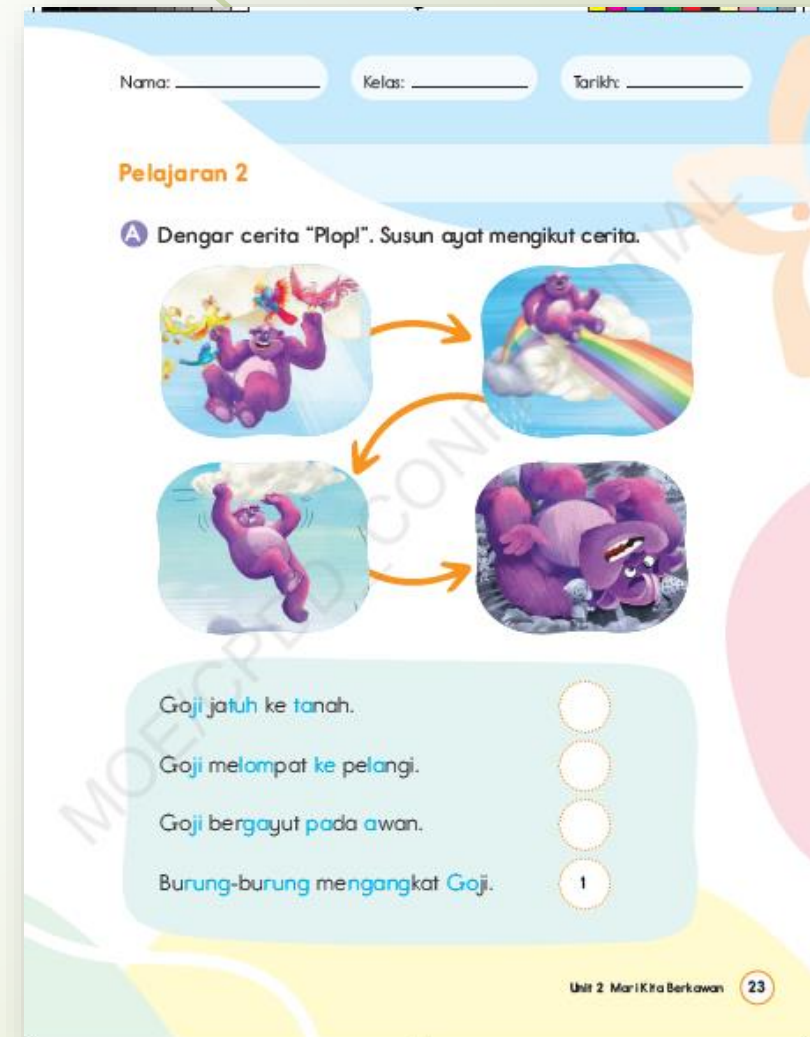 Nama:
Kelas:
Tarikh:
Pelajaran 2
A Dengar cerita “Plop!”. Susun ayat mengikut cerita.
Goji jatuh ke tanah.
Goji melompat ke pelangi.
Goji bergayut pada awan.
Burung-burung mengangkat Goji. 1
Unit 2 Mari Kita Berkawan 23